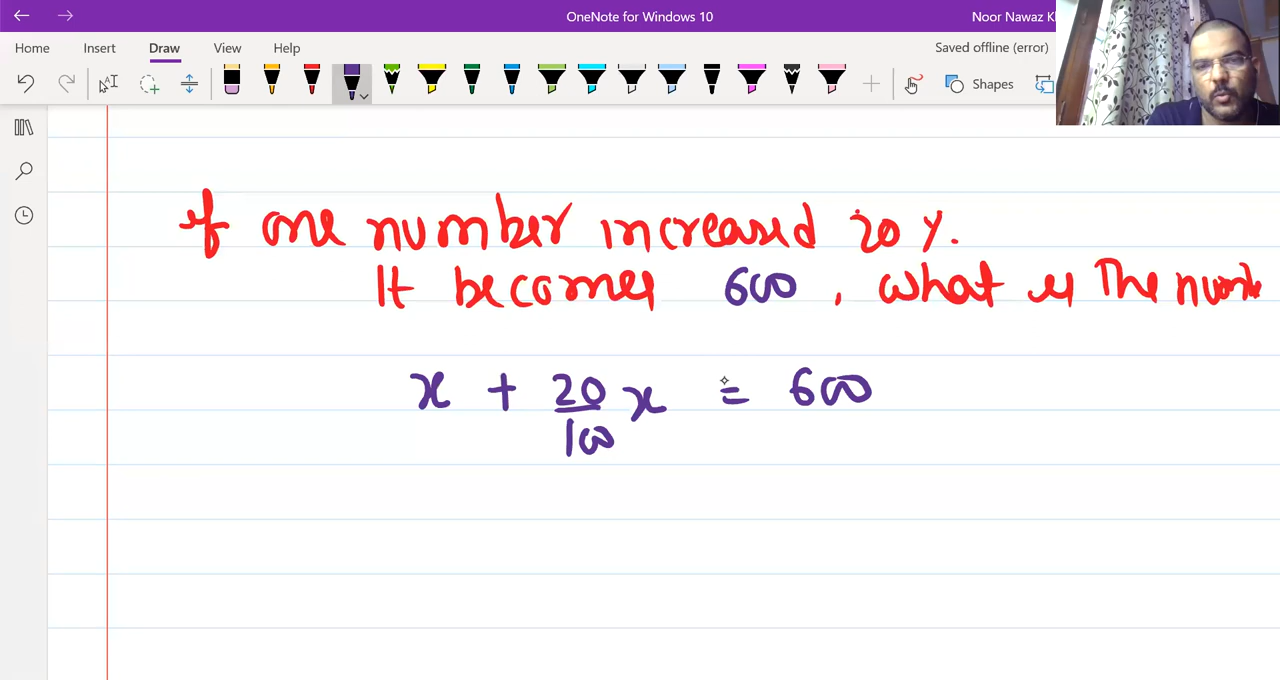 OneNote for Windows 10
Noor Nawaz
Home Insert Draw View Help
Saved offline (error)
Shapes
if one number increased 20 %.
It becomes 600 , what is The
x + 20/100 x = 600